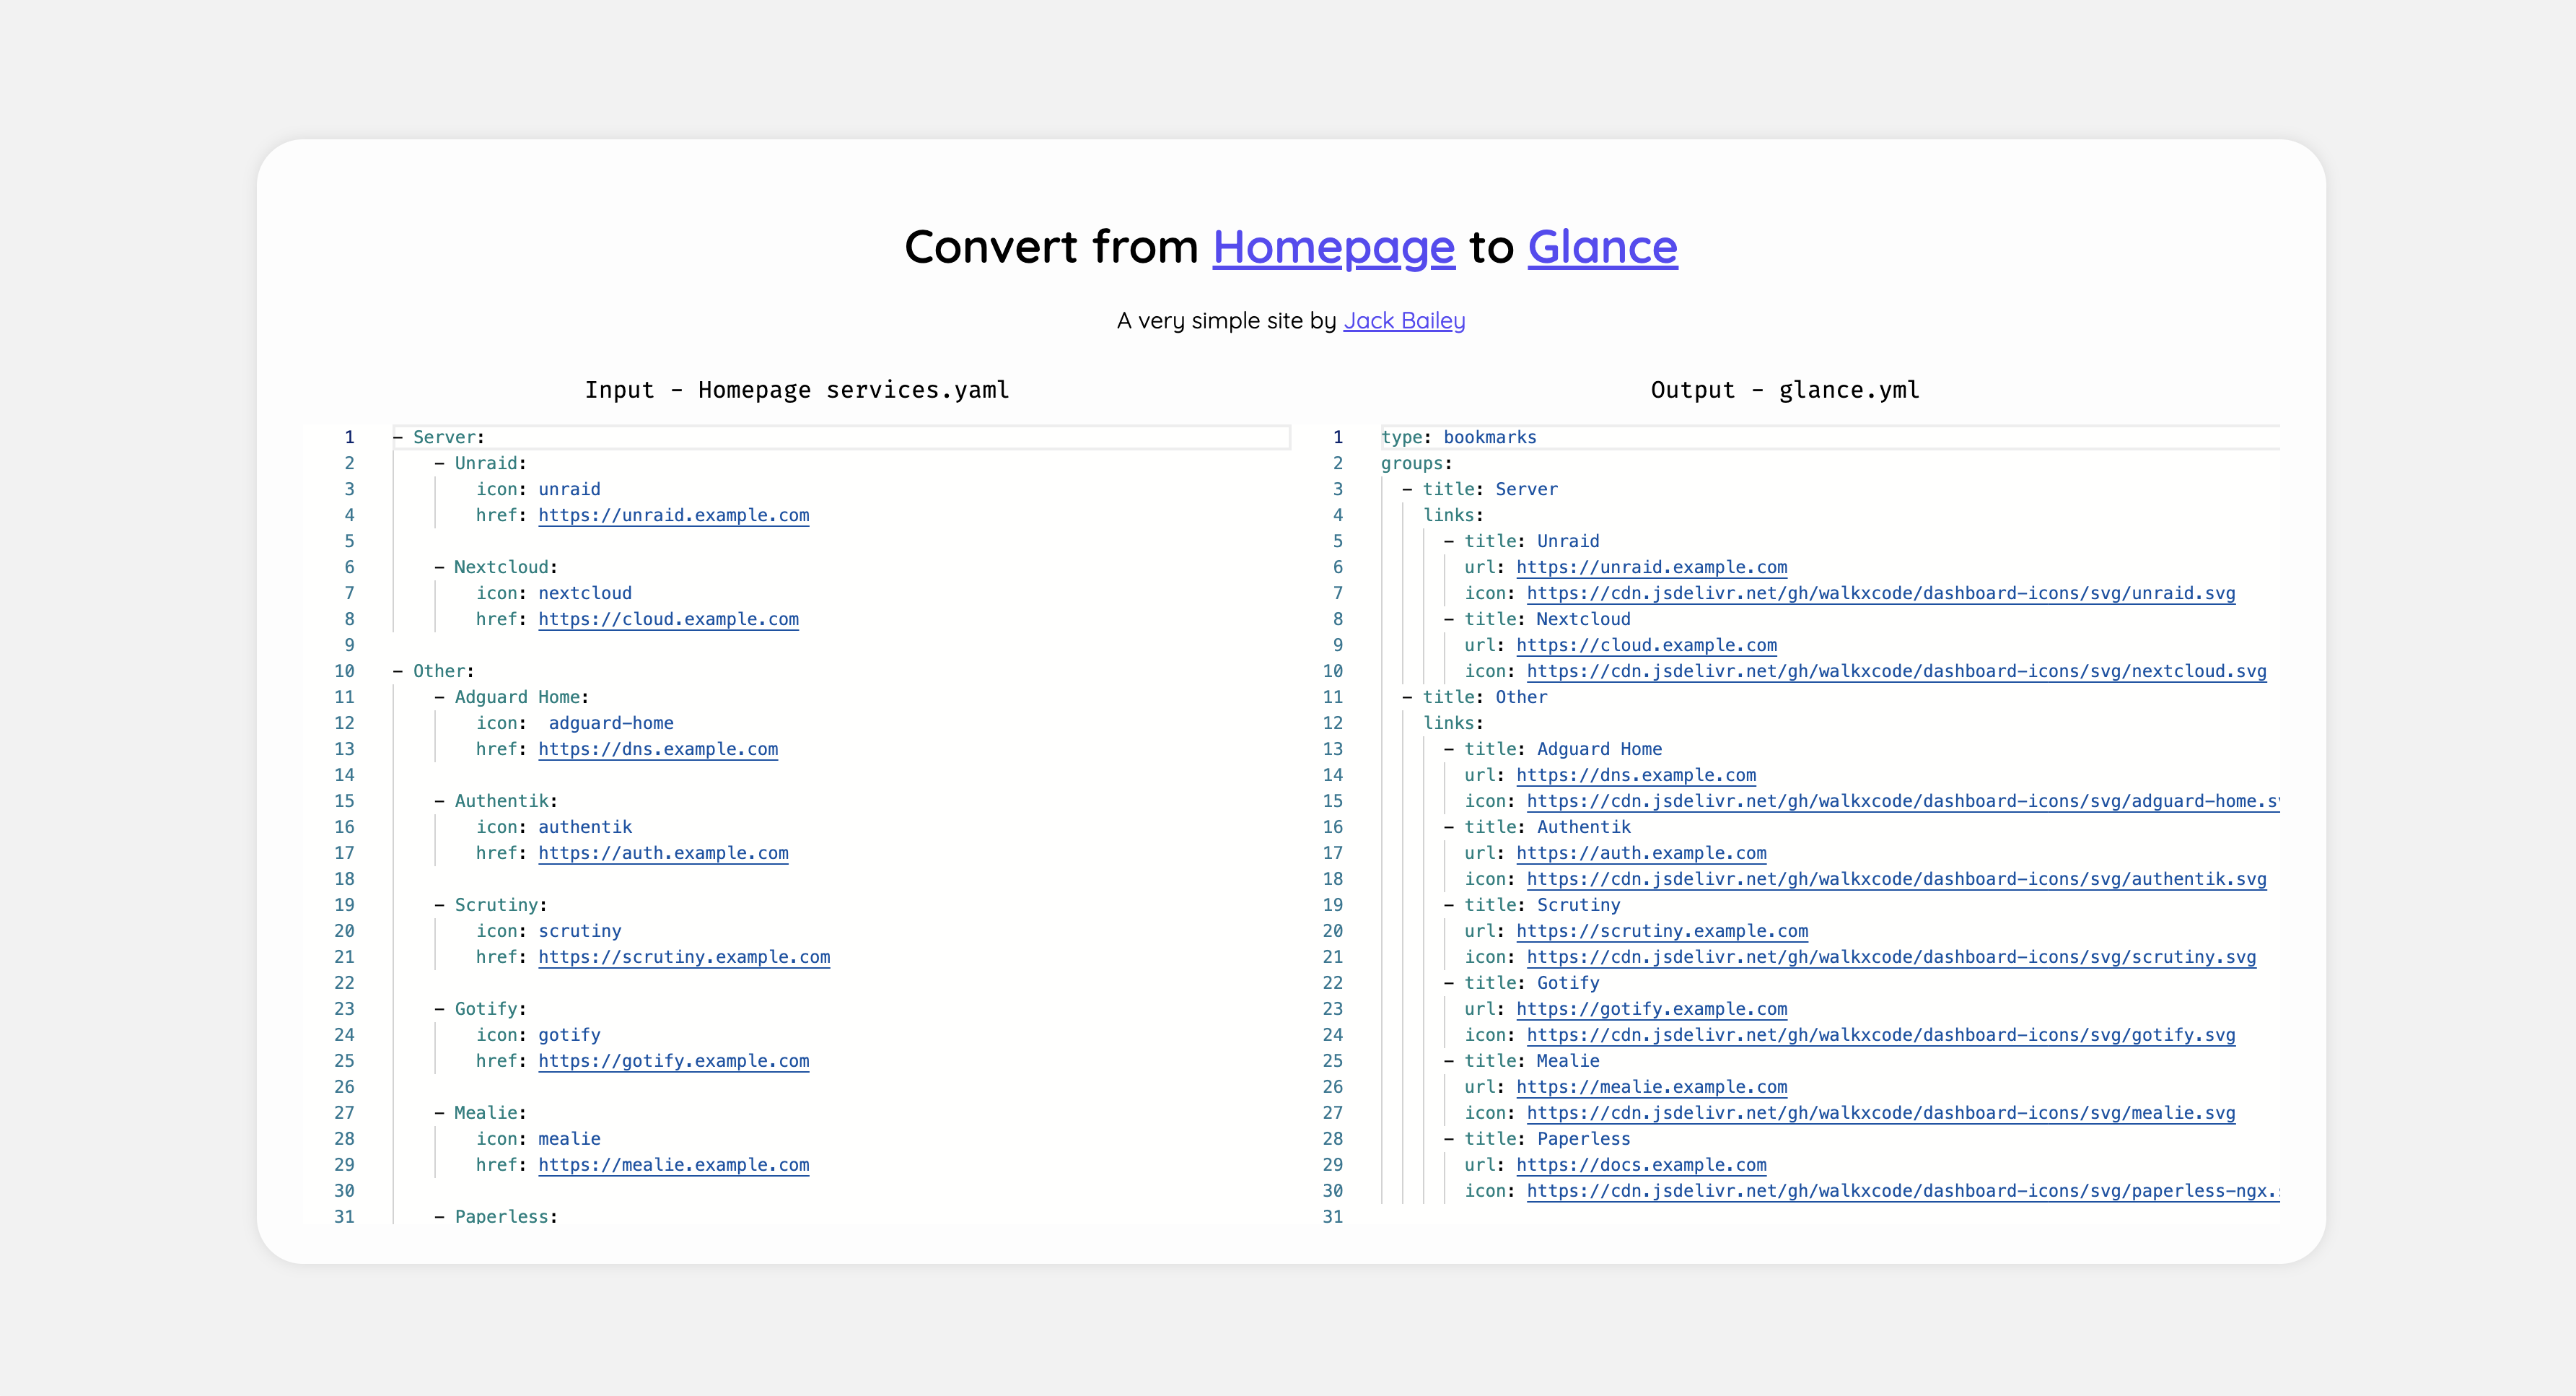 Convert from Homepage to Glance
A very simple site by Jack Bailey
Input - Homepage services.yaml
1 - Server:
2 - Unraid:
3 icon: unraid
4 href: https://unraid.example.com
5
6 - Nextcloud:
7 icon: nextcloud
8 href: https://cloud.example.com
9
10 - Other:
11 - Adguard Home:
12 icon:  adguard-home
13 href: https://dns.example.com
14
15 - Authentik:
16 icon: authentik
17 href: https://auth.example.com
18
19 - Scrutiny:
20 icon: scrutiny
21 href: https://scrutiny.example.com
22
23 - Gotify:
24 icon: gotify
25 href: https://gotify.example.com
26
27 - Mealie:
28 icon: mealie
29 href: https://mealie.example.com
30
31 - Paperless:
Output - glance.yml
1 type: bookmarks
2 groups:
3 - title: Server
4 links:
5 - title: Unraid
6 url: https://unraid.example.com
7 icon: https://cdn.jsdelivr.net/gh/walkxcode/dashboard-icons/svg/unraid.svg
8 - title: Nextcloud
9 url: https://cloud.example.com
10 icon: https://cdn.jsdelivr.net/gh/walkxcode/dashboard-icons/svg/nextcloud.svg
11 - title: Other
12 links:
13 - title: Adguard Home
14 url: https://dns.example.com
15 icon: https://cdn.jsdelivr.net/gh/walkxcode/dashboard-icons/svg/adguard-home.s
16 - title: Authentik
17 url: https://auth.example.com
18 icon: https://cdn.jsdelivr.net/gh/walkxcode/dashboard-icons/svg/authentik.svg
19 - title: Scrutiny
20 url: https://scrutiny.example.com
21 icon: https://cdn.jsdelivr.net/gh/walkxcode/dashboard-icons/svg/scrutiny.svg
22 - title: Gotify
23 url: https://gotify.example.com
24 icon: https://cdn.jsdelivr.net/gh/walkxcode/dashboard-icons/svg/gotify.svg
25 - title: Mealie
26 url: https://mealie.example.com
27 icon: https://cdn.jsdelivr.net/gh/walkxcode/dashboard-icons/svg/mealie.svg
28 - title: Paperless
29 url: https://docs.example.com
30 icon: https://cdn.jsdelivr.net/gh/walkxcode/dashboard-icons/svg/paperless-ngx.
31